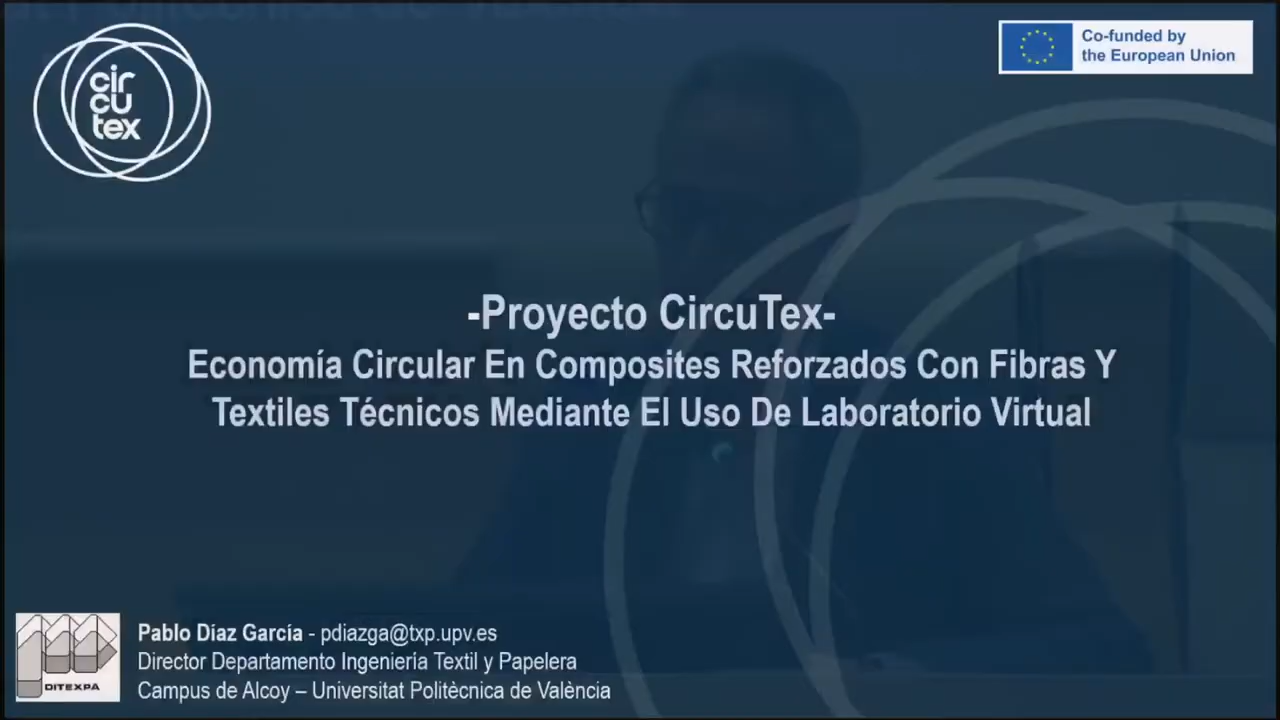 cir
cu
tex
Co-funded by
the European Union
-Proyecto CircuTex-
Economía Circular En Composites Reforzados Con Fibras Y
Textiles Técnicos Mediante El Uso De Laboratorio Virtual
DITEXPA
Pablo Díaz García - pdiazga@txp.upv.es
Director Departamento Ingeniería Textil y Papelera
Campus de Alcoy – Universitat Politècnica de València